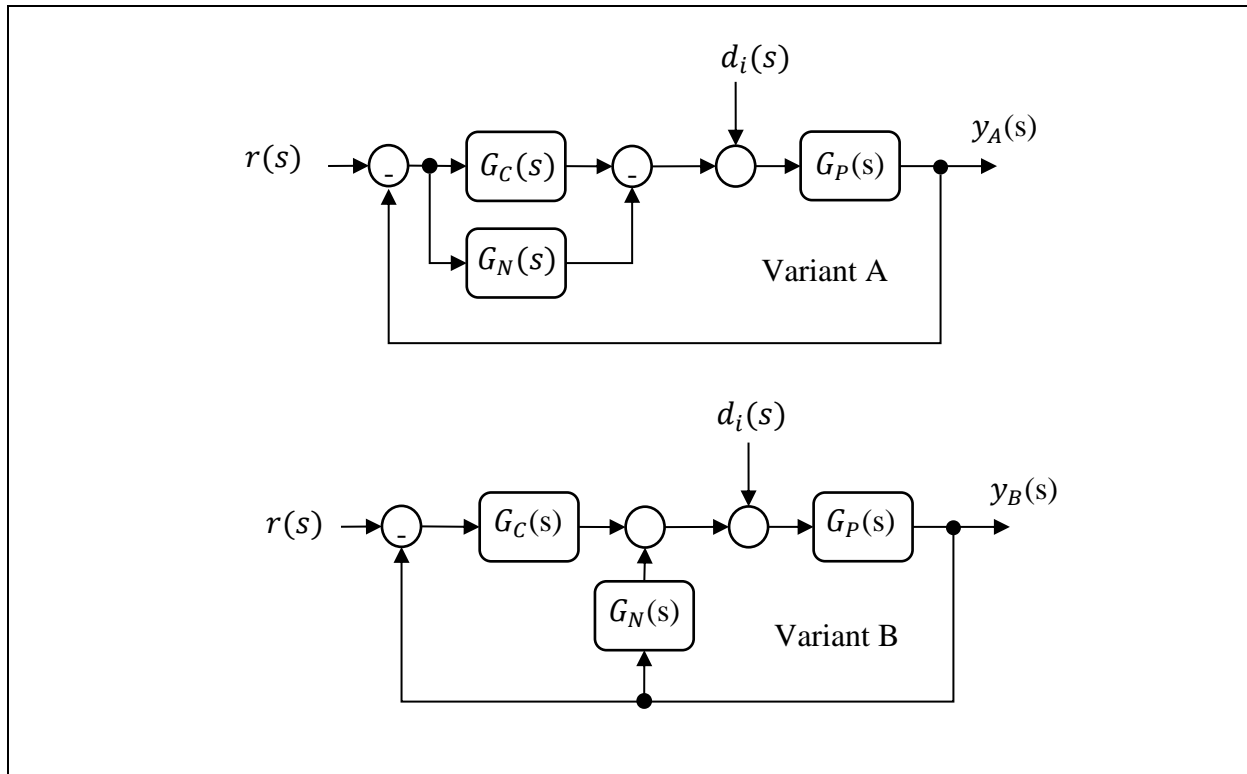 d_i(s)
y_A(s)
r(s) - G_C(s) - G_P(s)
G_N(s)
Variant A
-
d_i(s)
y_B(s)
r(s) - G_C(s) G_P(s)
G_N(s)
Variant B